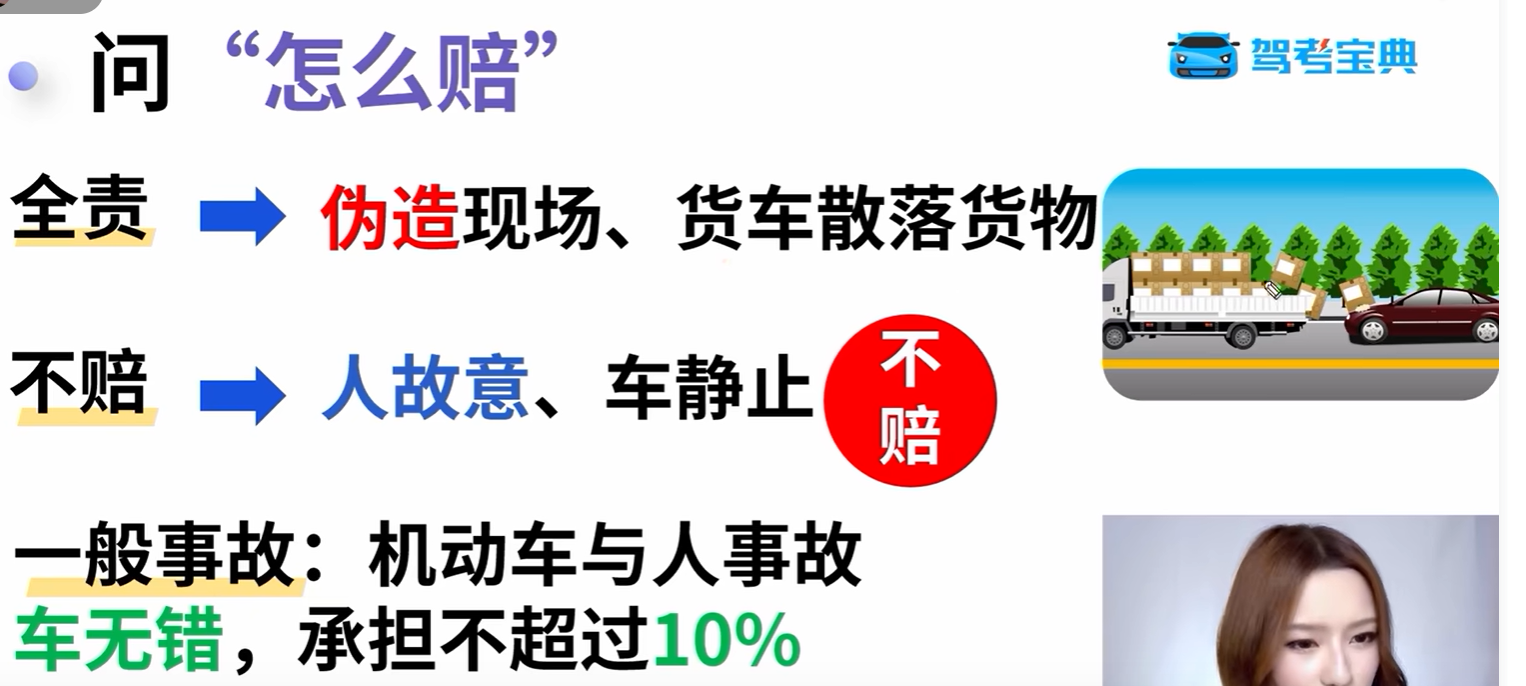 问“怎么赔”
驾考宝典
全责 伪造现场、货车散落货物
不赔 人故意、车静止
不
赔
一般事故：机动车与人事故
车无错，承担不超过10%